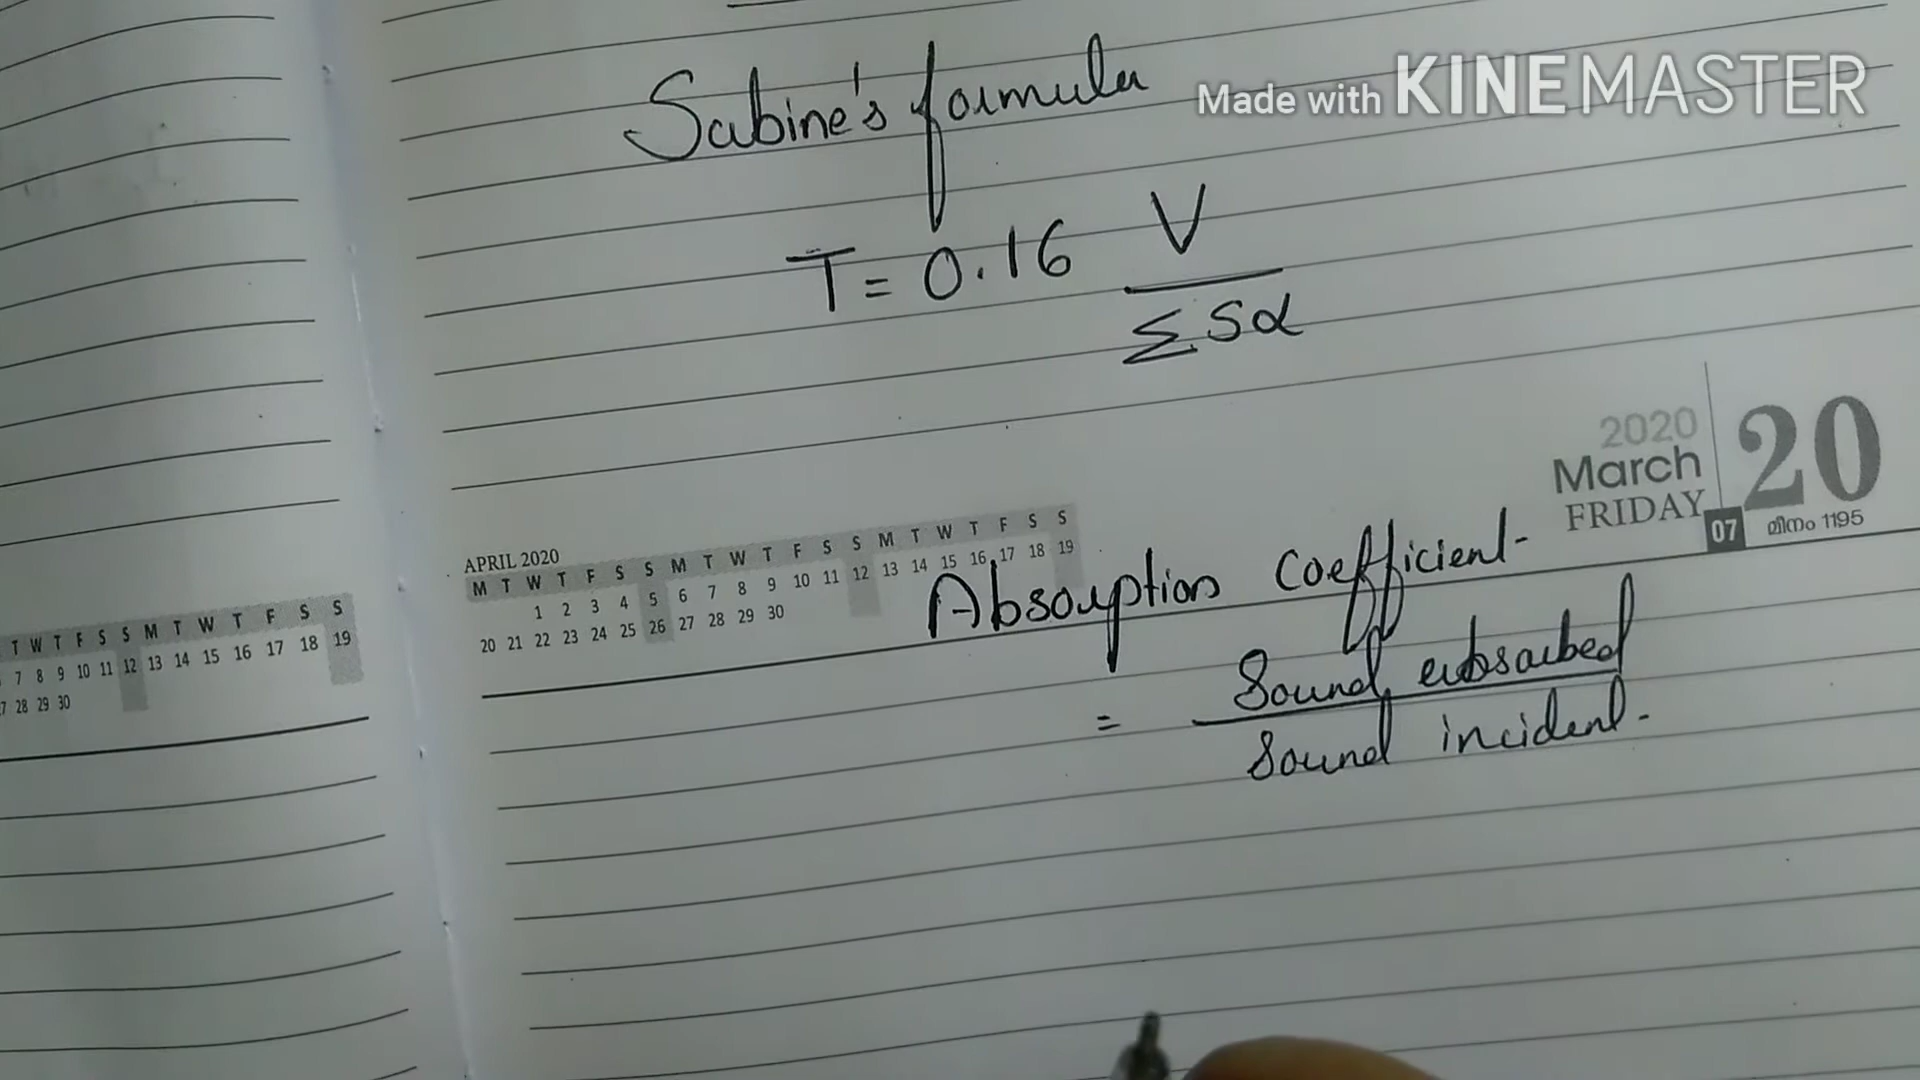 Sabine's formula
Made with KINEMASTER
T = 0.16 V
ΣSα
2020
March
FRIDAY
20
07 മീനം 1195
APRIL 2020
M T W T F S S M T W T F S S M T W T F S S
1 2 3 4 5 6 7 8 9 10 11 12 13 14 15 16 17 18 19
20 21 22 23 24 25 26 27 28 29 30
T W T F S S M T W T F S S
7 8 9 10 11 12 13 14 15 16 17 18 19
28 29 30
Absorption coefficient-
= Sound absorbed
Sound incident.